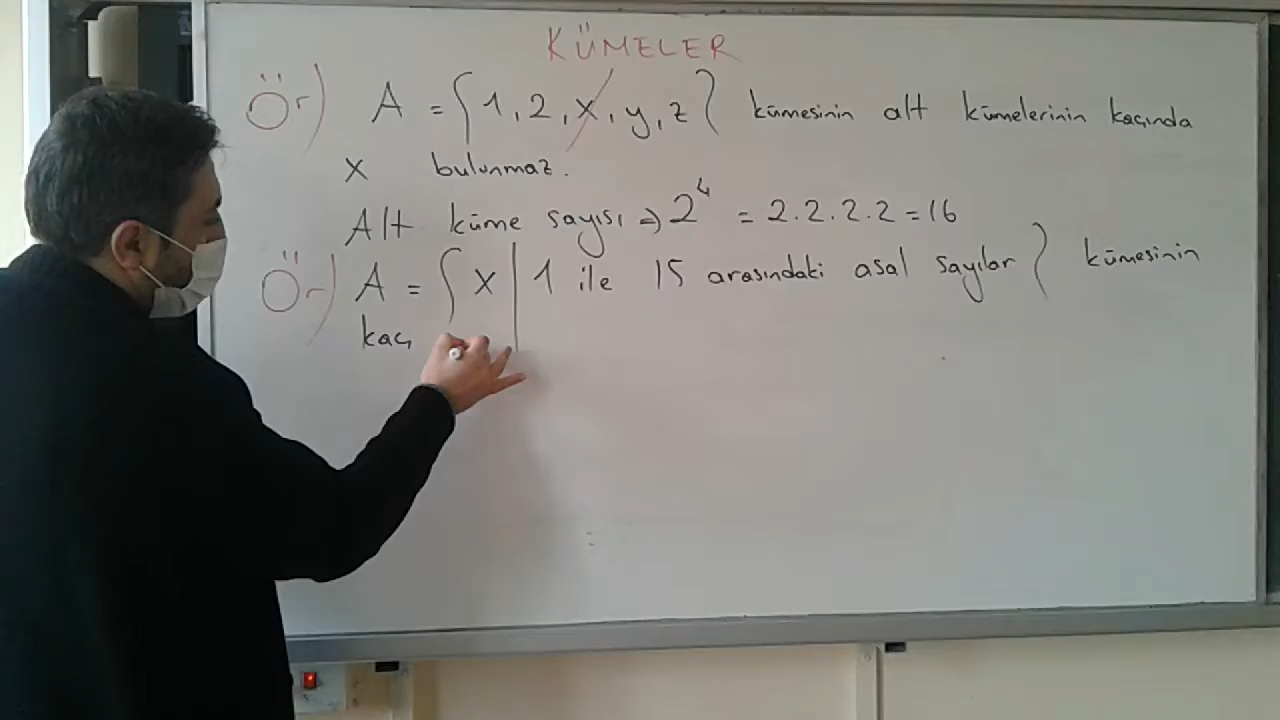 KÜMELER
Ör) A = {1, 2, x, y, z} kümesinin alt kümelerinin kaçında
x bulunmaz.
Alt küme sayısı => 2⁴ = 2.2.2.2 = 16
Ör) A = {x | 1 ile 15 arasındaki asal sayılar} kümesinin
kaç